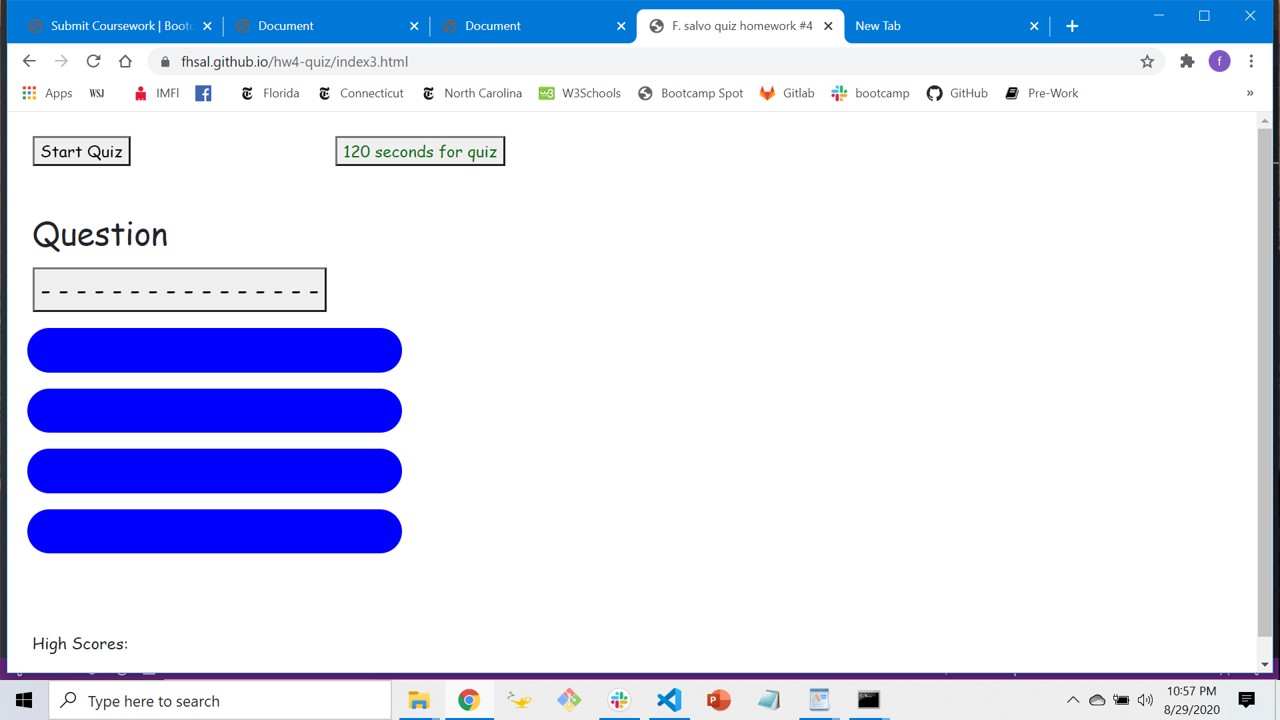 Submit Coursework | Bootc
Document
Document
F. salvo quiz homework #4
New Tab
fhsal.github.io/hw4-quiz/index3.html
f
Apps
WSJ
IMFl
Florida
Connecticut
North Carolina
W3Schools
Bootcamp Spot
Gitlab
bootcamp
GitHub
Pre-Work
»
Start Quiz
120 seconds for quiz
Question
- - - - - - - - - - - - - - - -
High Scores:
Type here to search
10:57 PM
8/29/2020